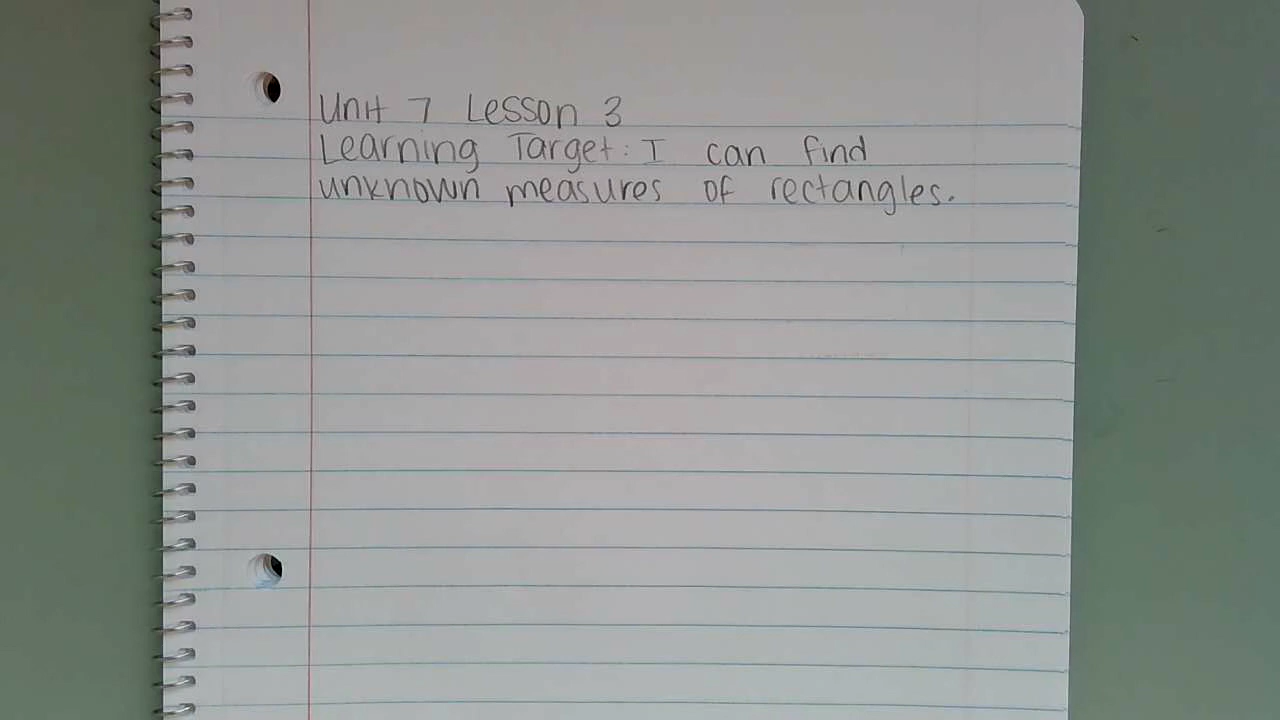 Unit 7 Lesson 3
Learning Target: I can find
unknown measures of rectangles.